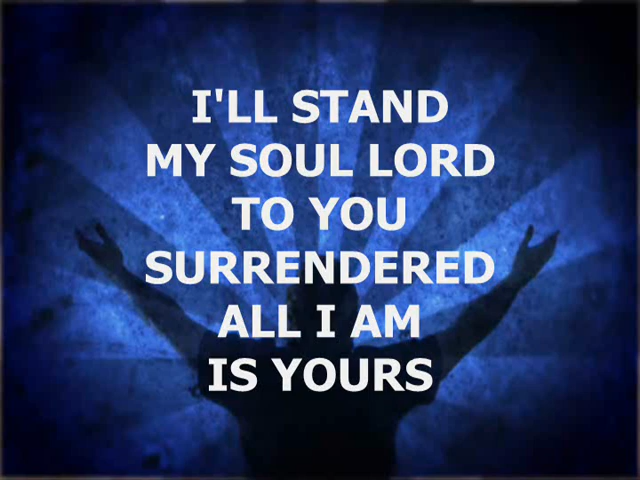 I'LL STAND
MY SOUL LORD
TO YOU
SURRENDERED
ALL I AM
IS YOURS